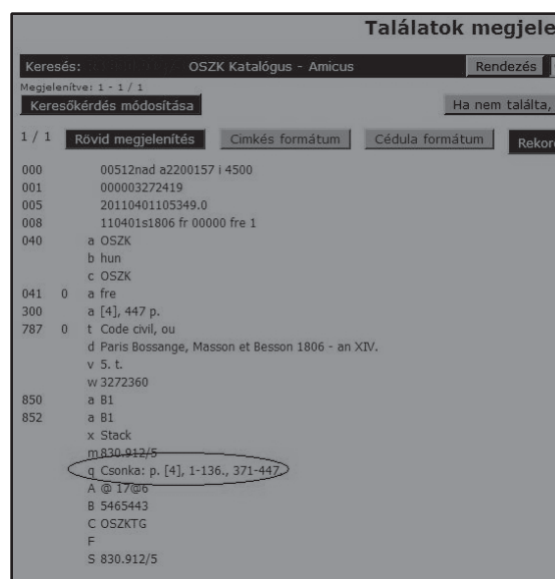 Találatok megjele
Keresés: OSZK Katalógus - Amicus Rendezés
Megjelenítve: 1 - 1 / 1
Keresőkérdés módosítása Ha nem találta,
1 / 1 Rövid megjelenítés Cimkés formátum Cédula formátum Rekor
000 00512nad a2200157 i 4500
001 000003272419
005 20110401105349.0
008 110401s1806 fr 00000 fre 1
040 a OSZK
b hun
c OSZK
041 0 a fre
300 a [4], 447 p.
787 0 t Code civil, ou
d Paris Bossange, Masson et Besson 1806 - an XIV.
v 5. t.
w 3272360
850 a B1
852 a B1
x Stack
m 830.912/5
q Csonka: p. [4], 1-136., 371-447
A @ 17@6
B 5465443
C OSZKTG
F
S 830.912/5